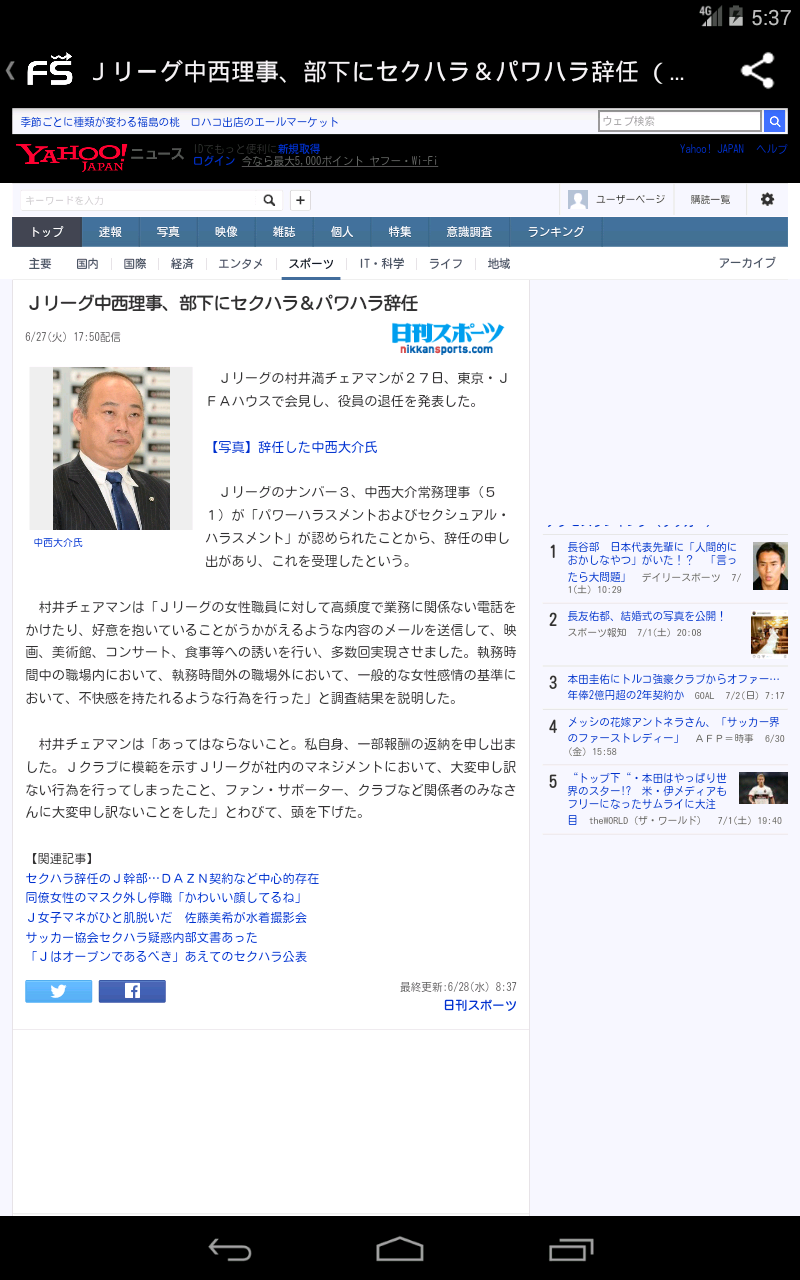 4G 5:37
FS Ｊリーグ中西理事、部下にセクハラ＆パワハラ辞任（...
季節ごとに種類が変わる福島の桃　ロハコ出店のエールマーケット
ウェブ検索
YAHOO! JAPAN ニュース
IDでもっと便利に新規取得
ログイン 今なら最大5,000ポイント ヤフー・Wi-Fi
Yahoo! JAPAN ヘルプ
キーワードを入力
+
ユーザーページ 購読一覧
トップ 速報 写真 映像 雑誌 個人 特集 意識調査 ランキング
主要 国内 国際 経済 エンタメ スポーツ IT・科学 ライフ 地域 アーカイブ
Ｊリーグ中西理事、部下にセクハラ＆パワハラ辞任
6/27(火) 17:50配信
日刊スポーツ
nikkansports.com
中西大介氏
Ｊリーグの村井満チェアマンが２７日、東京・Ｊ
ＦＡハウスで会見し、役員の退任を発表した。
【写真】辞任した中西大介氏
Ｊリーグのナンバー３、中西大介常務理事（５
１）が「パワーハラスメントおよびセクシュアル・
ハラスメント」が認められたことから、辞任の申し
出があり、これを受理したという。
村井チェアマンは「Ｊリーグの女性職員に対して高頻度で業務に関係ない電話を
かけたり、好意を抱いていることがうかがえるような内容のメールを送信して、映
画、美術館、コンサート、食事等への誘いを行い、多数回実現させました。執務時
間中の職場内において、執務時間外の職場外において、一般的な女性感情の基準に
おいて、不快感を持たれるような行為を行った」と調査結果を説明した。
村井チェアマンは「あってはならないこと。私自身、一部報酬の返納を申し出ま
した。Ｊクラブに模範を示すＪリーグが社内のマネジメントにおいて、大変申し訳
ない行為を行ってしまったこと、ファン・サポーター、クラブなど関係者のみなさ
んに大変申し訳ないことをした」とわびて、頭を下げた。
【関連記事】
セクハラ辞任のＪ幹部…ＤＡＺＮ契約など中心的存在
同僚女性のマスク外し停職「かわいい顔してるね」
Ｊ女子マネがひと肌脱いだ　佐藤美希が水着撮影会
サッカー協会セクハラ疑惑内部文書あった
「Ｊはオープンであるべき」あえてのセクハラ公表
最終更新:6/28(水) 8:37
日刊スポーツ
1 長谷部　日本代表先輩に「人間的に
おかしなやつ」がいた！？　「言っ
たら大問題」 デイリースポーツ 7/
1(土) 10:29
2 長友佑都、結婚式の写真を公開！
スポーツ報知 7/1(土) 20:08
3 本田圭佑にトルコ強豪クラブからオファー…
年俸2億円超の2年契約か GOAL 7/2(日) 7:17
4 メッシの花嫁アントネラさん、「サッカー界
のファーストレディー」 ＡＦＰ＝時事 6/30
(金) 15:58
5 “トップ下“・本田はやっぱり世
界のスター!?　米・伊メディアも
フリーになったサムライに大注
目 theWORLD（ザ・ワールド） 7/1(土) 19:40